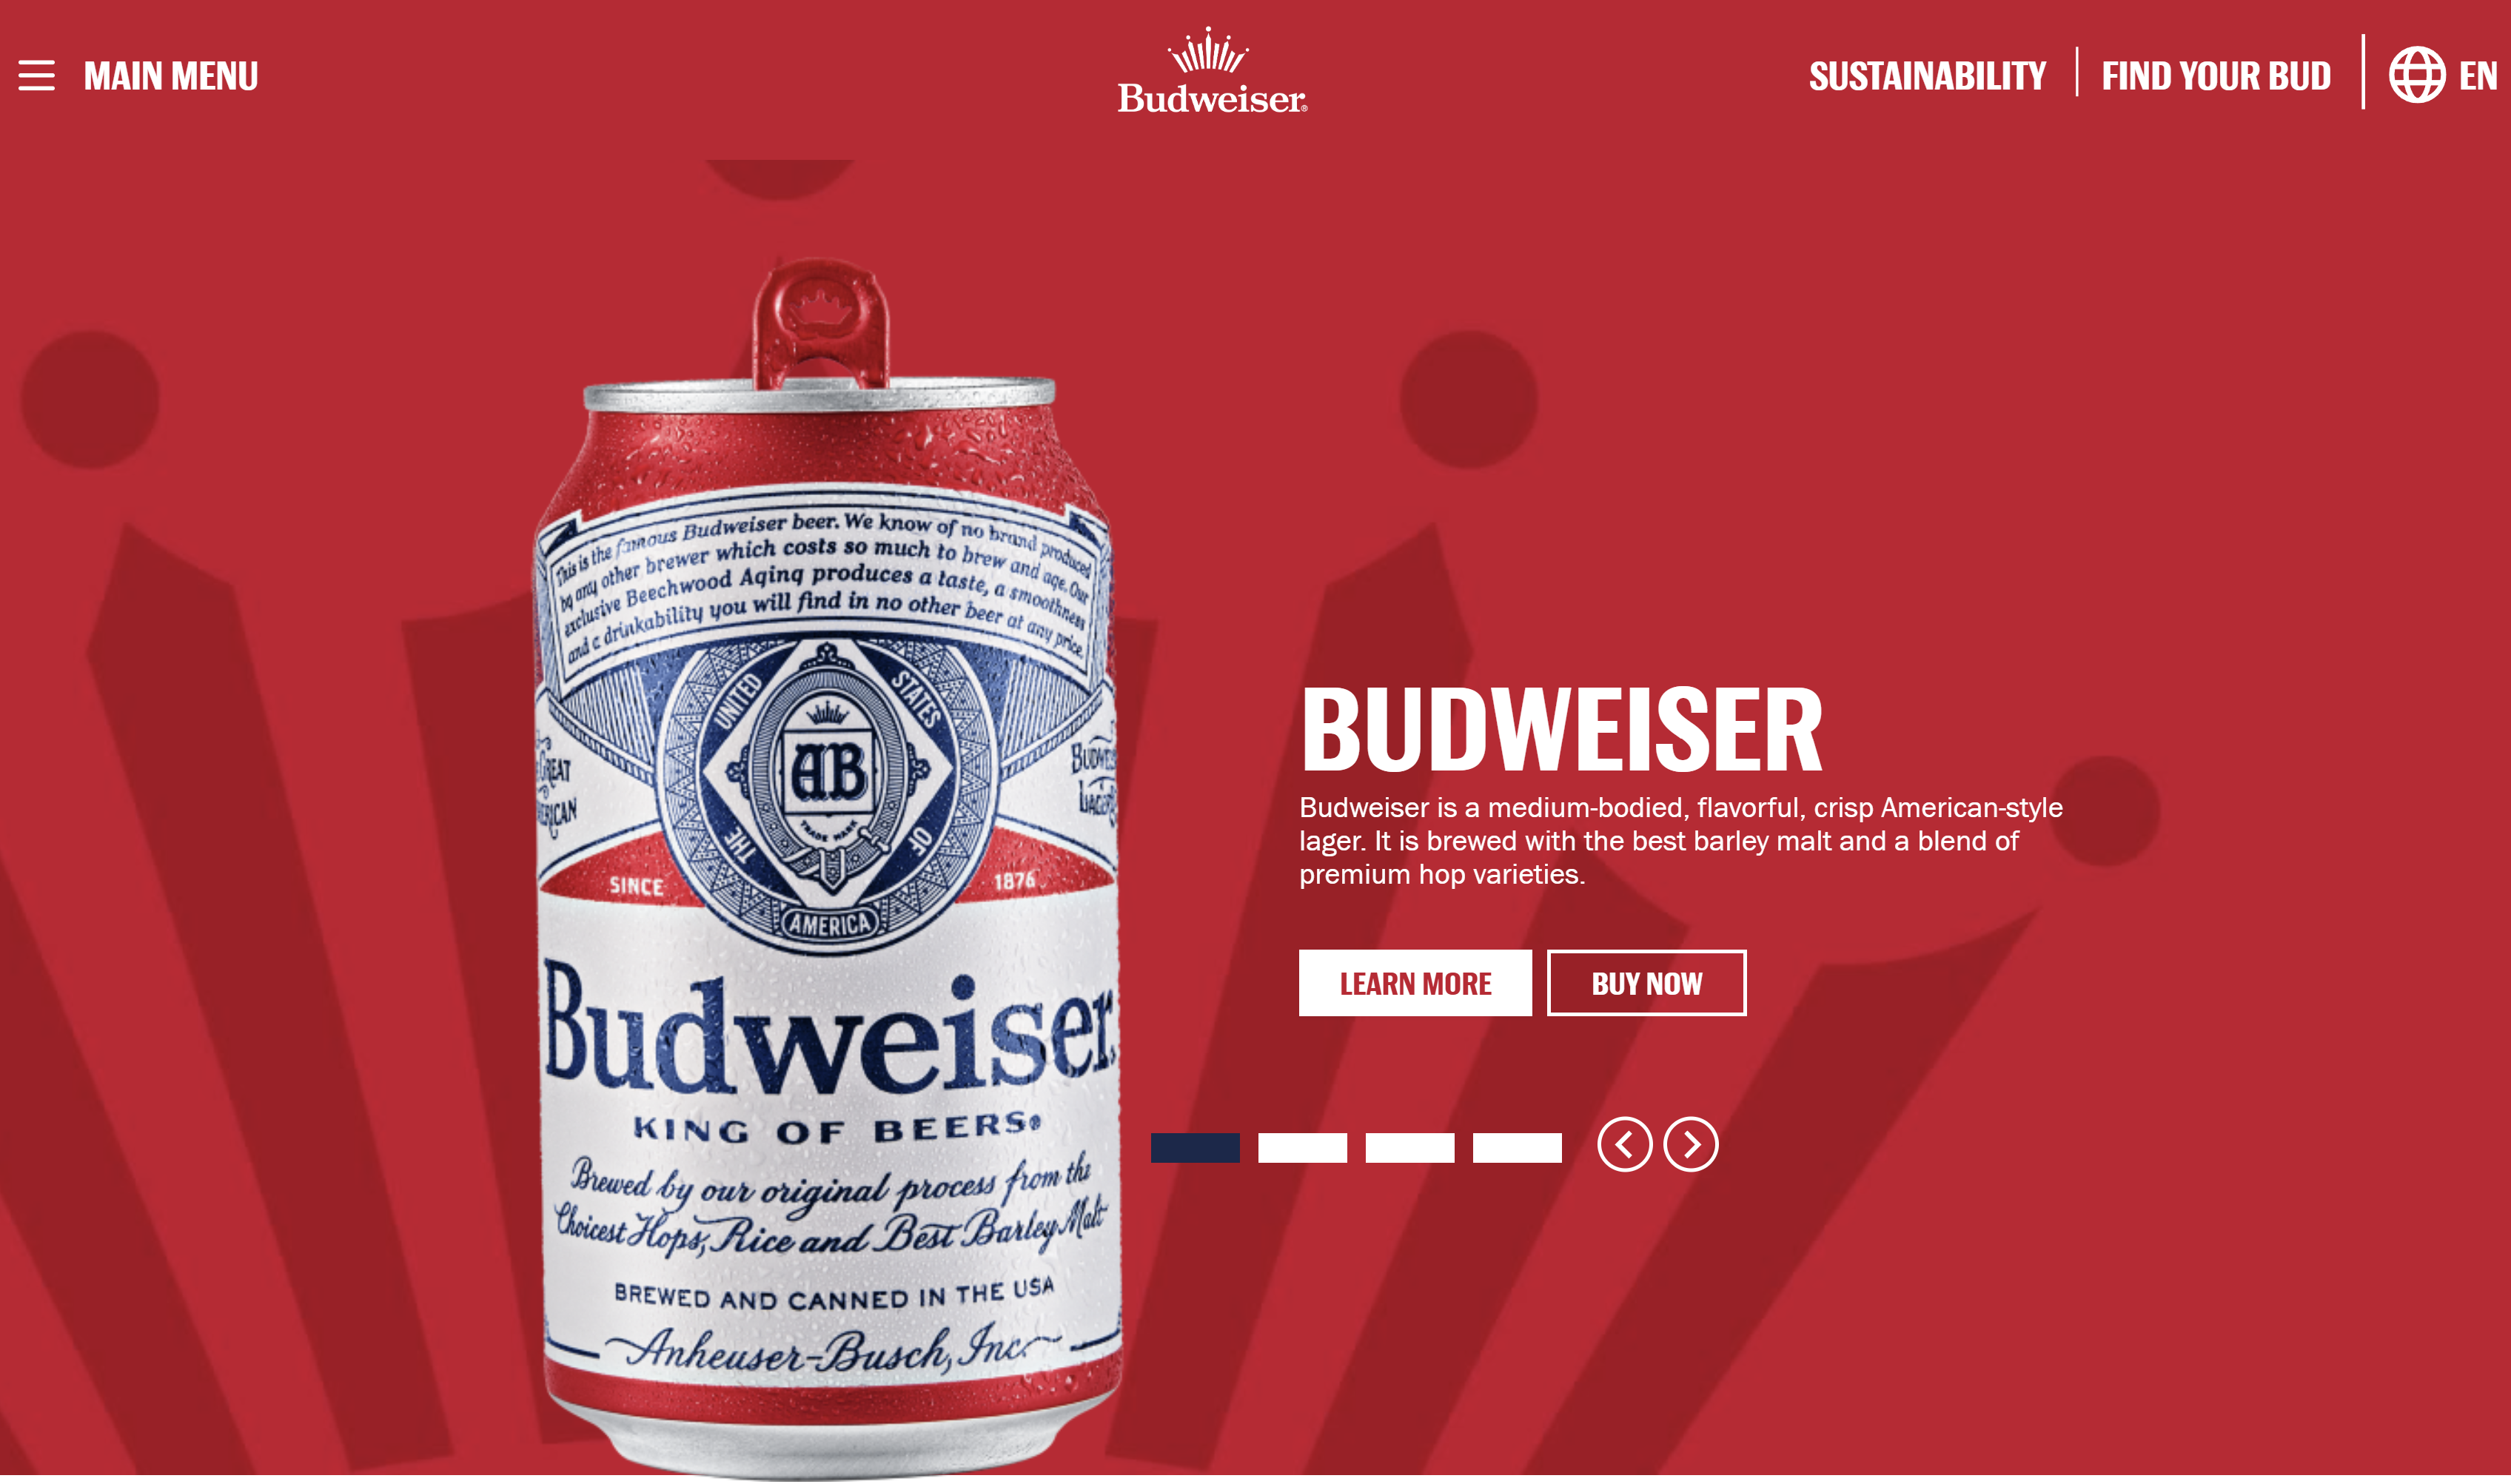 MAIN MENU
Budweiser®
SUSTAINABILITY
FIND YOUR BUD
EN
This is the famous Budweiser beer. We know of no brand produced
by any other brewer which costs so much to brew and age. Our
exclusive Beechwood Aging produces a taste, a smoothness
and a drinkability you will find in no other beer at any price.
UNITED
STATES
AB
TRADE MARK
THE
OF
AMERICA
GREAT
SINCE
1876
Budweiser
KING OF BEERS®
Brewed by our original process from the
Choicest Hops, Rice and Best Barley Malt
BREWED AND CANNED IN THE USA
Anheuser-Busch, Inc.
BUDWEISER
Budweiser is a medium-bodied, flavorful, crisp American-style
lager. It is brewed with the best barley malt and a blend of
premium hop varieties.
LEARN MORE
BUY NOW